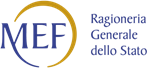 MEF
Ragioneria
Generale
dello Stato